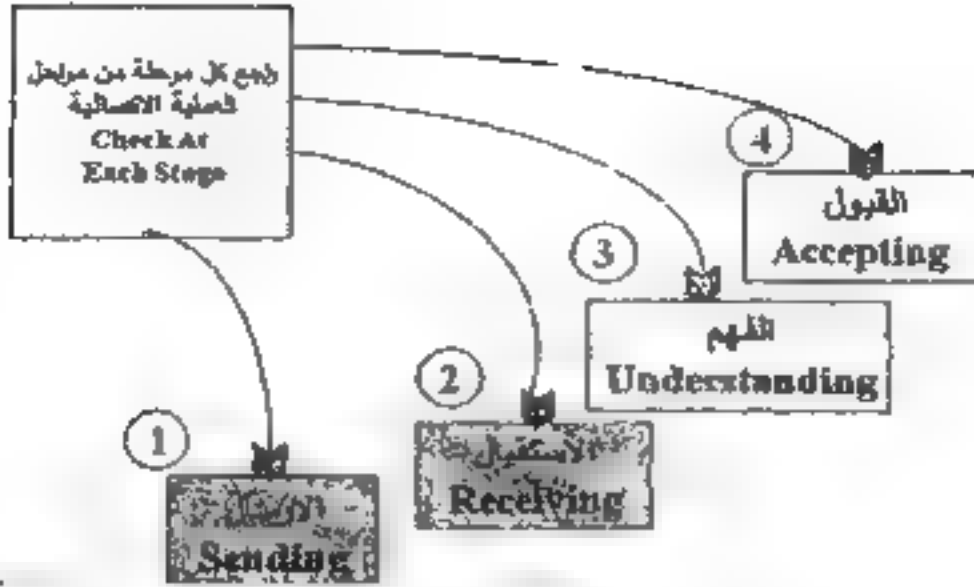 راجع كل مرحلة من مراحل
العملية الاتصالية
Check At
Each Stage
4
القبول
Accepting
3
الفهم
Understanding
2
الاستقبال
Receiving
1
Sending